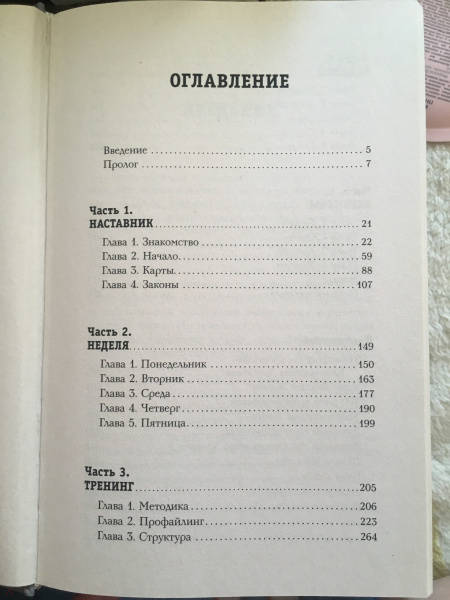 ОГЛАВЛЕНИЕ
Введение 5
Пролог 7
Часть 1.
НАСТАВНИК 21
Глава 1. Знакомство 22
Глава 2. Начало. 59
Глава 3. Карты. 88
Глава 4. Законы 107
Часть 2.
НЕДЕЛЯ 149
Глава 1. Понедельник 150
Глава 2. Вторник 163
Глава 3. Среда 177
Глава 4. Четверг 190
Глава 5. Пятница 199
Часть 3.
ТРЕНИНГ 205
Глава 1. Методика 206
Глава 2. Профайлинг 223
Глава 3. Структура 264